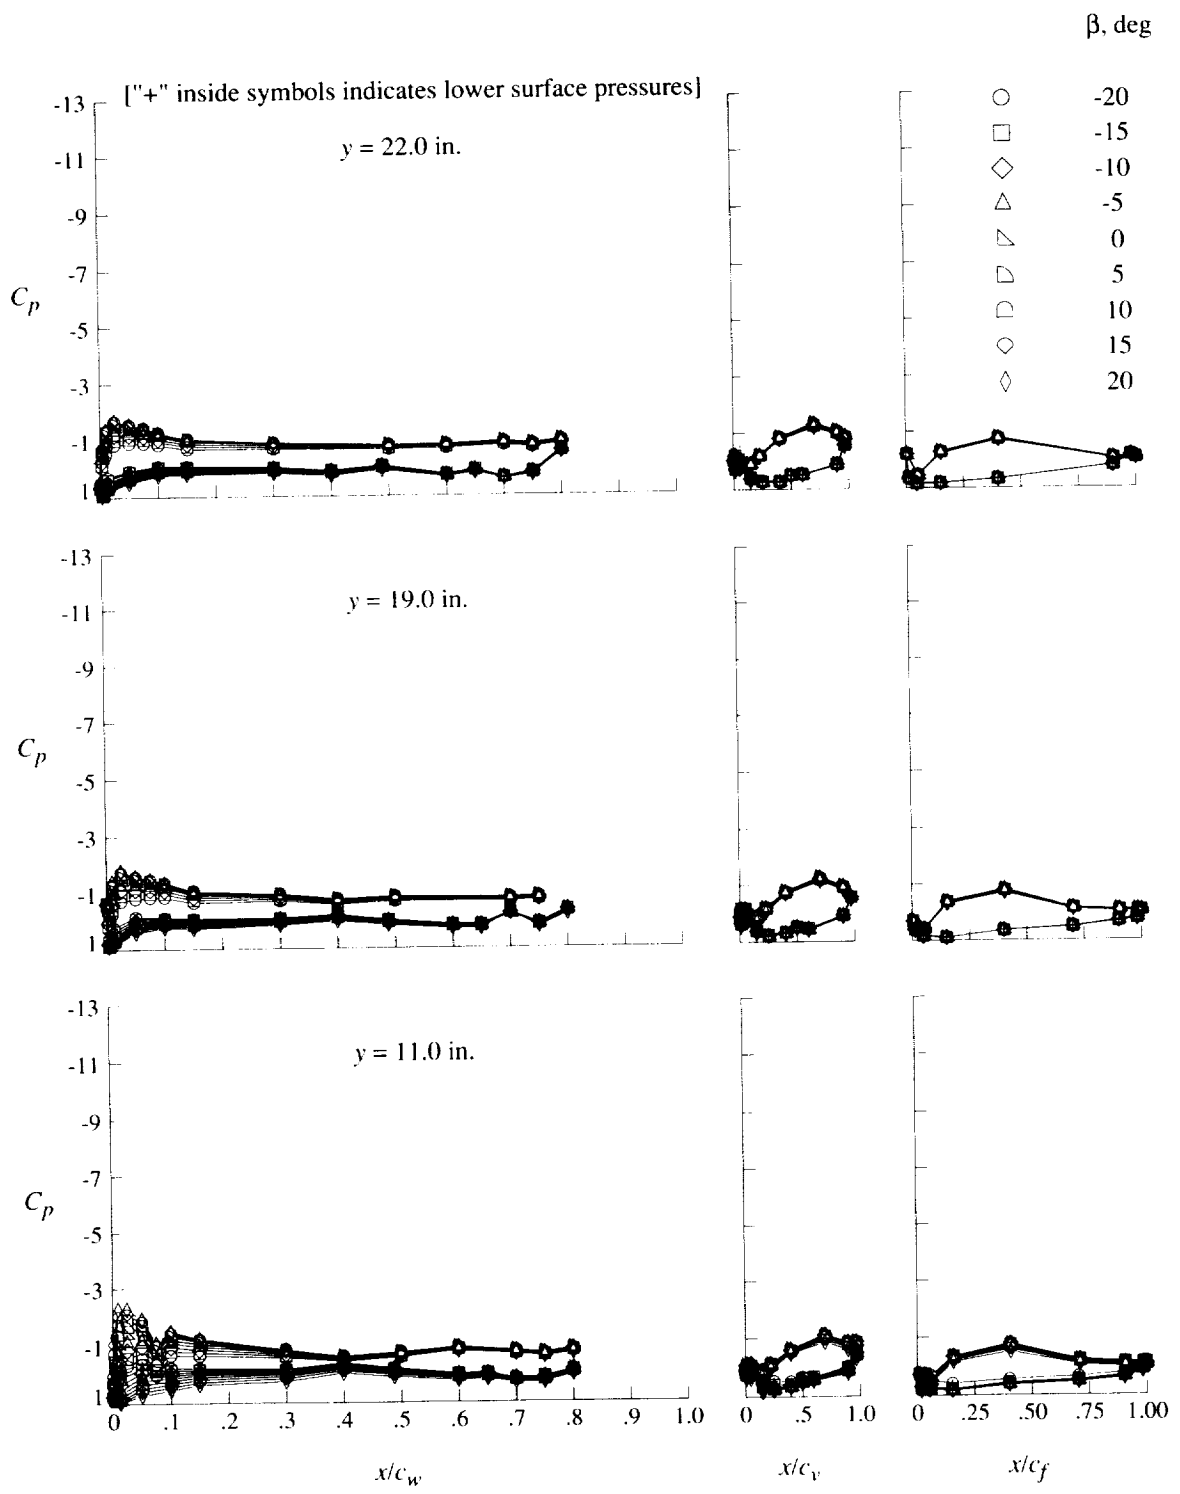 β, deg
["+" inside symbols indicates lower surface pressures]
-20
-15
-10
-5
0
5
10
15
20
y = 22.0 in.
-13
-11
-9
-7
-5
-3
-1
1
C_p
y = 19.0 in.
-13
-11
-9
-7
-5
-3
-1
1
C_p
y = 11.0 in.
-13
-11
-9
-7
-5
-3
-1
1
C_p
0 .1 .2 .3 .4 .5 .6 .7 .8 .9 1.0
0 .5 1.0
0 .25 .50 .75 1.00
x/c_w
x/c_v
x/c_f